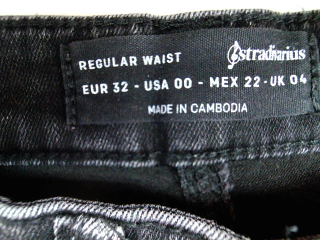 REGULAR WAIST
Stradivarius
EUR 32 - USA 00 - MEX 22 - UK 04
MADE IN CAMBODIA